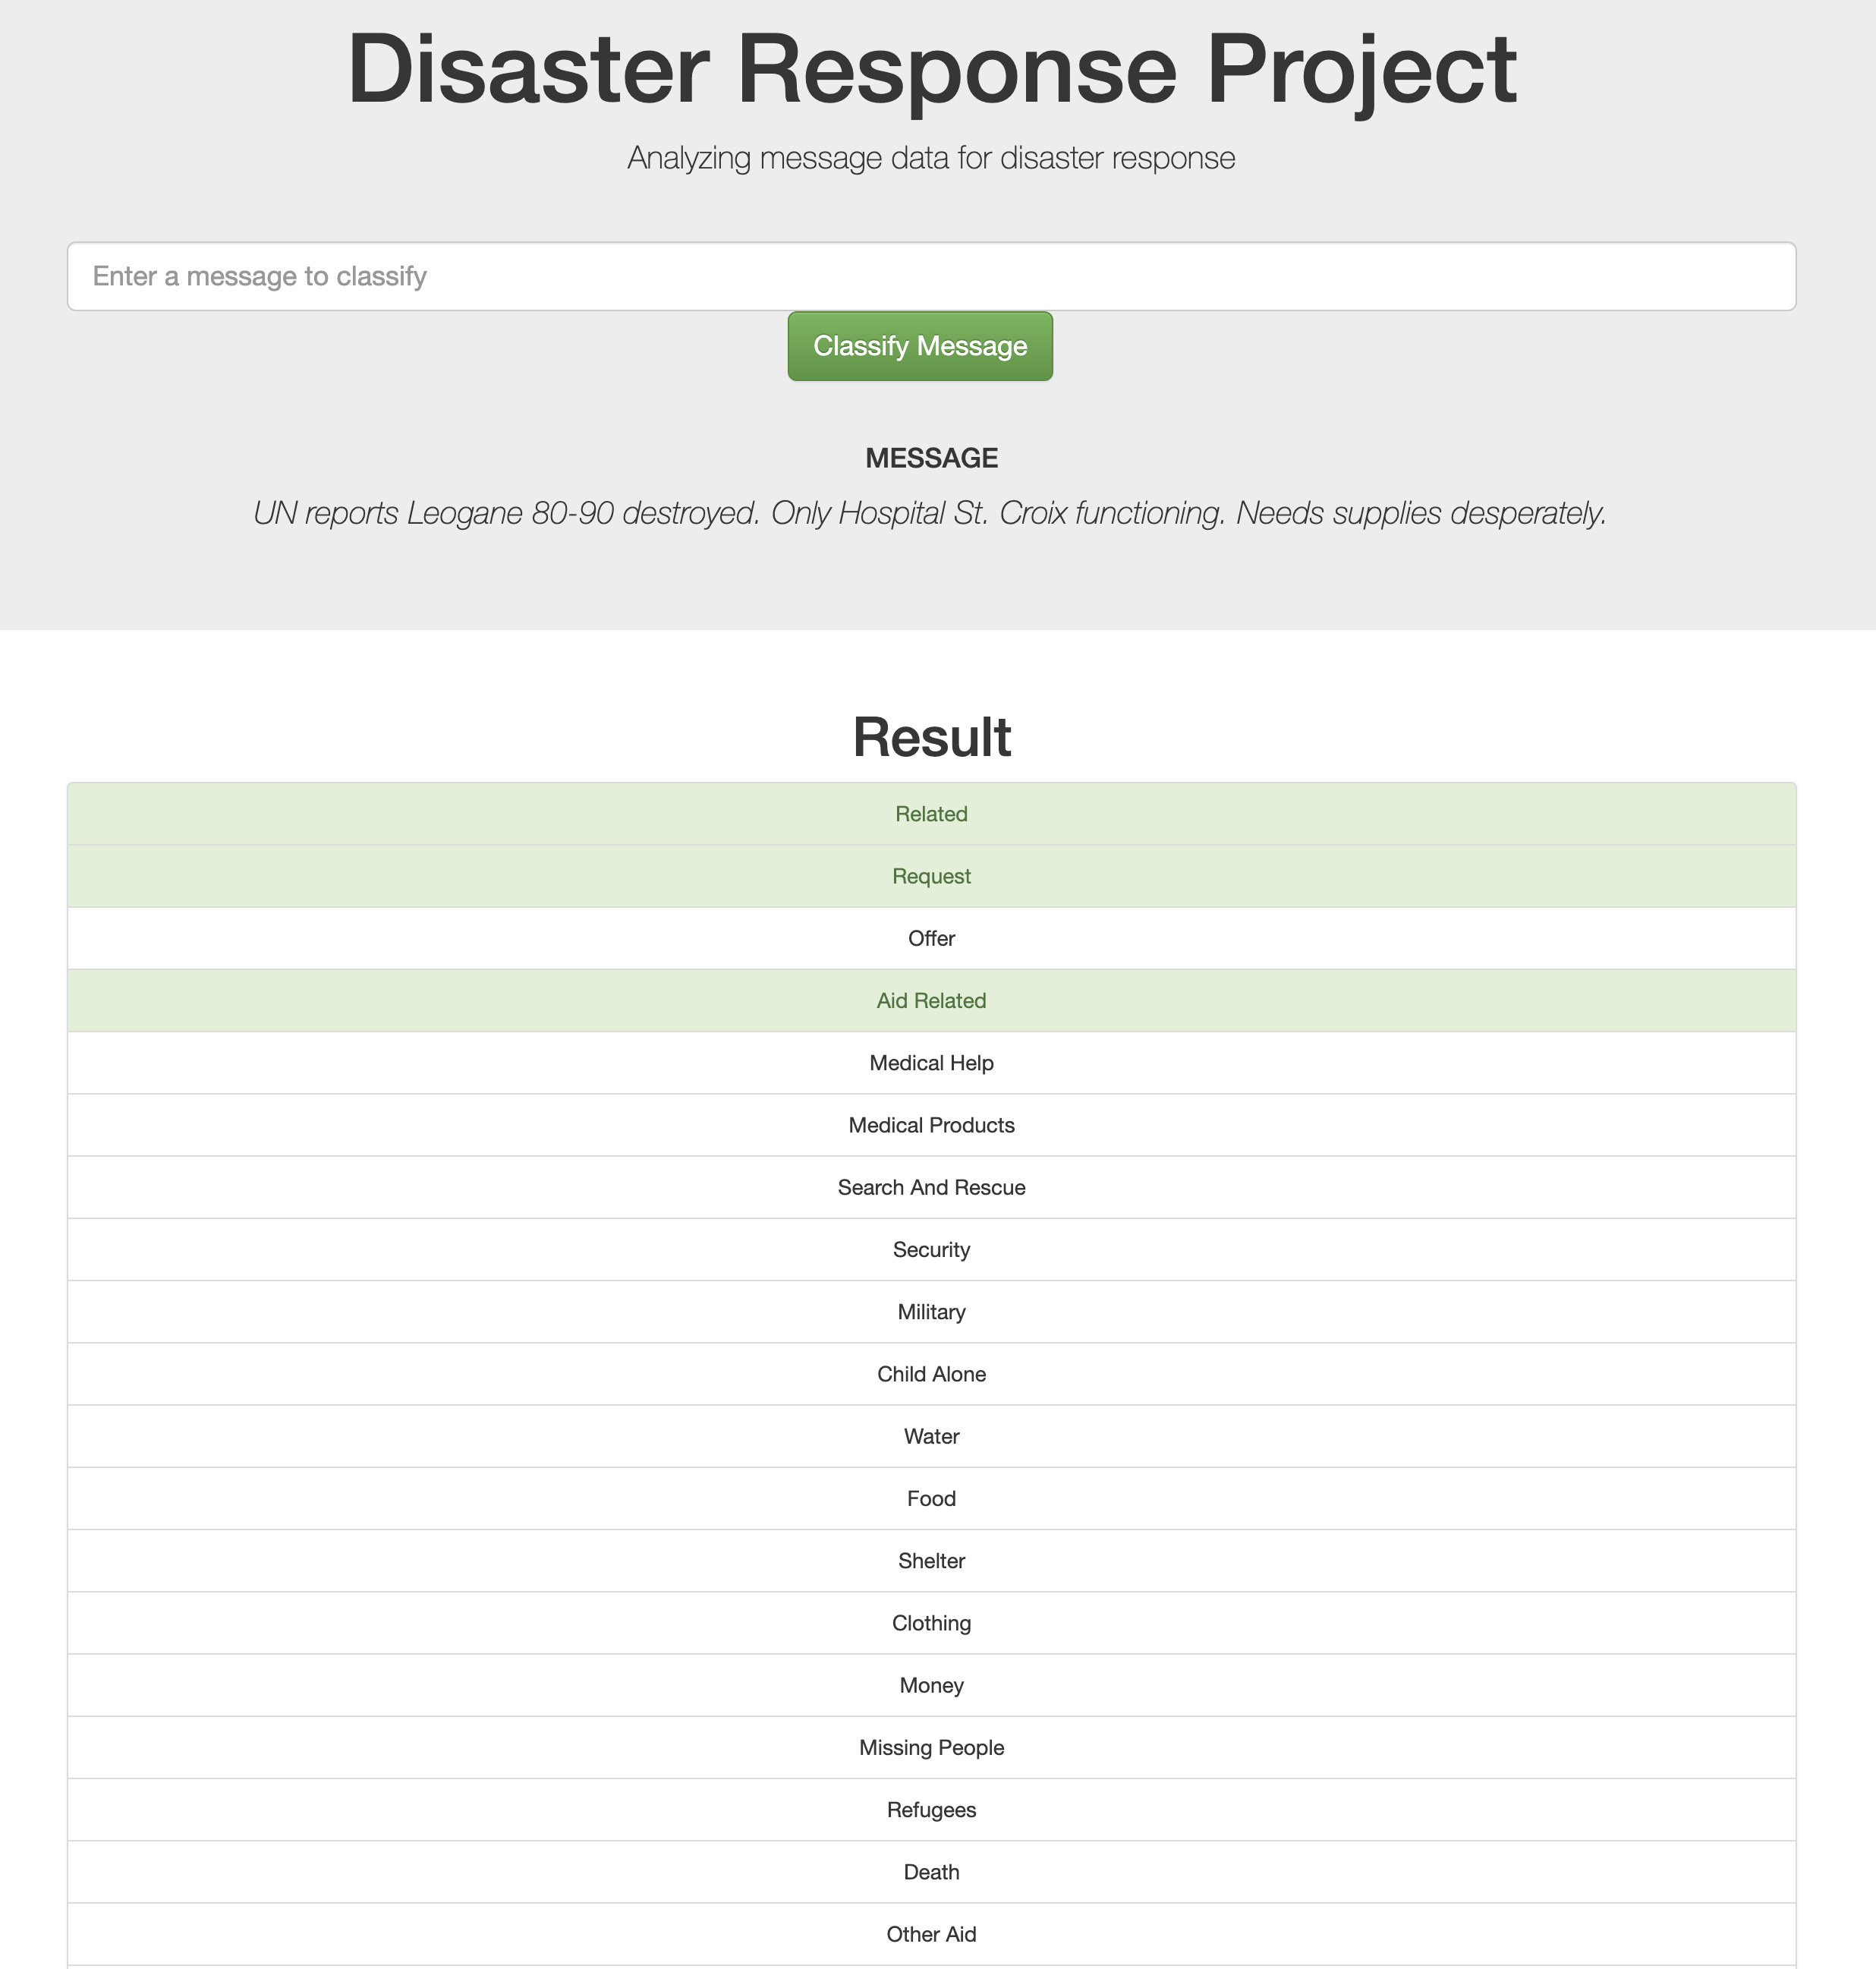 Disaster Response Project
Analyzing message data for disaster response
Enter a message to classify
Classify Message
MESSAGE
UN reports Leogane 80-90 destroyed. Only Hospital St. Croix functioning. Needs supplies desperately.
Result
Related
Request
Offer
Aid Related
Medical Help
Medical Products
Search And Rescue
Security
Military
Child Alone
Water
Food
Shelter
Clothing
Money
Missing People
Refugees
Death
Other Aid